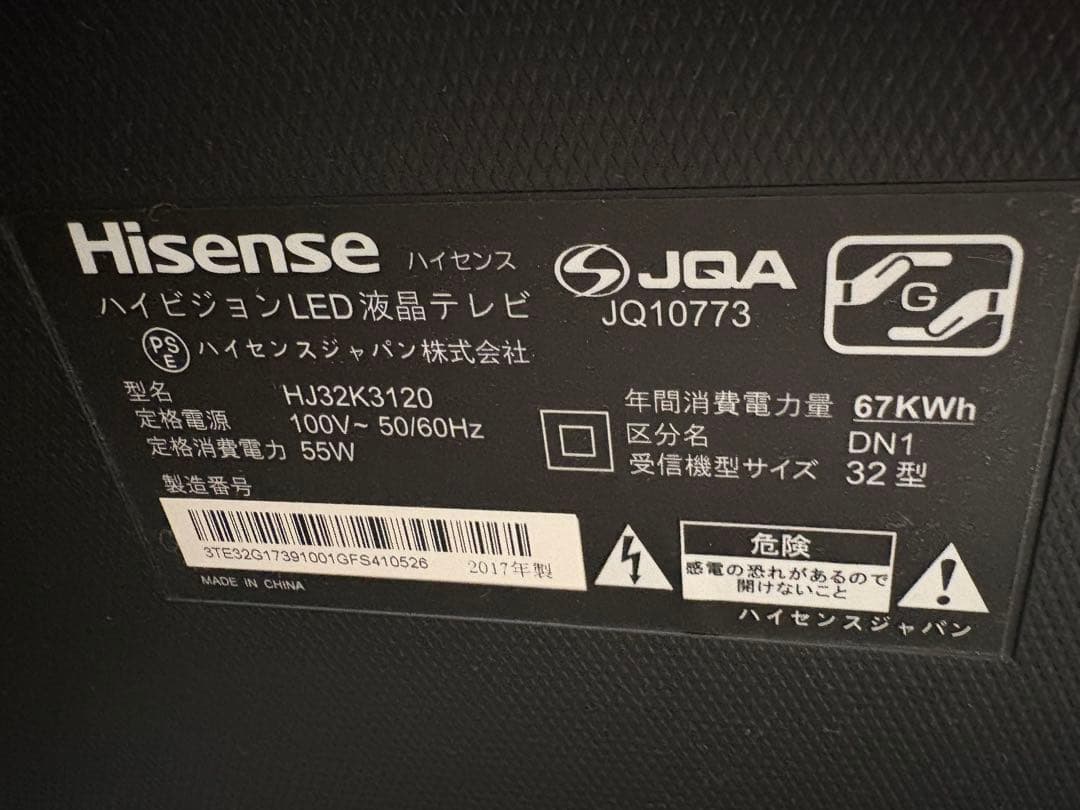 Hisense ハイセンス
ハイビジョンLED液晶テレビ
PSE ハイセンスジャパン株式会社
JQA
JQ10773
G
型名 HJ32K3120
定格電源 100V~ 50/60Hz
定格消費電力 55W
年間消費電力量 67KWh
区分名 DN1
受信機型サイズ 32型
製造番号
3TE32G17391001GFS410526 2017年製
MADE IN CHINA
危険
感電の恐れがあるので
開けないこと
ハイセンスジャパン